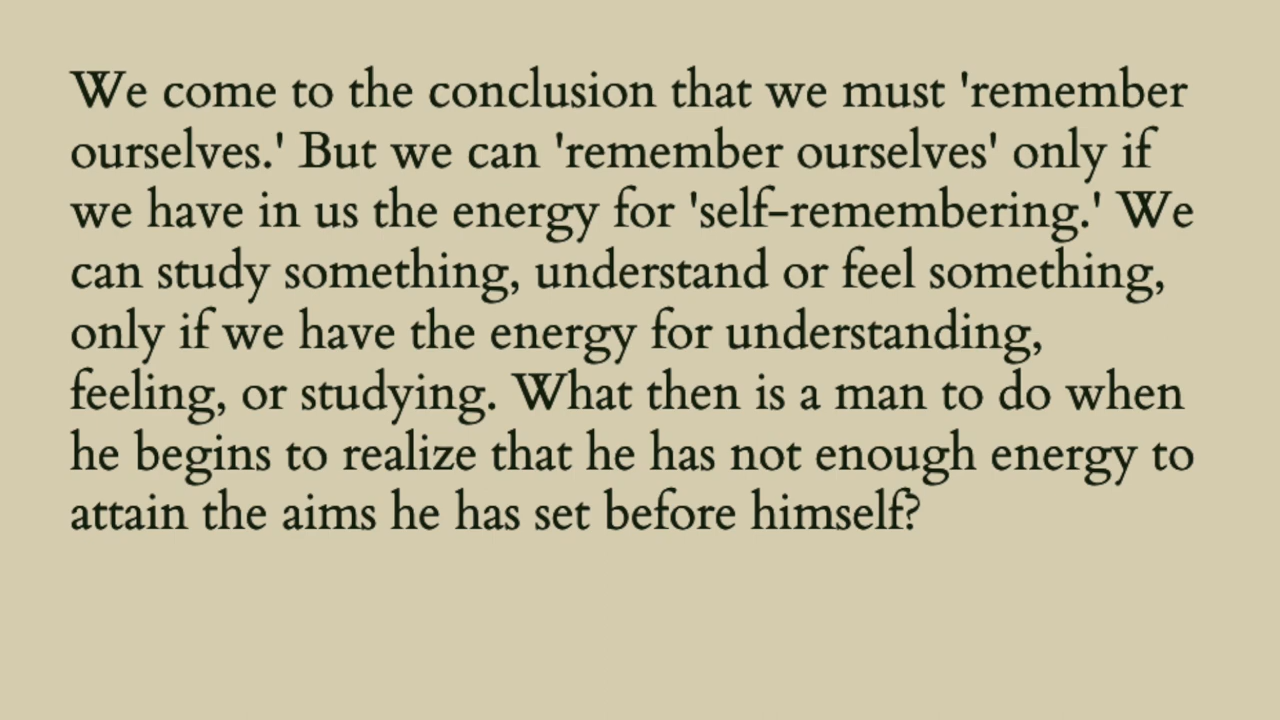 We come to the conclusion that we must 'remember
ourselves.' But we can 'remember ourselves' only if
we have in us the energy for 'self-remembering.' We
can study something, understand or feel something,
only if we have the energy for understanding,
feeling, or studying. What then is a man to do when
he begins to realize that he has not enough energy to
attain the aims he has set before himself?